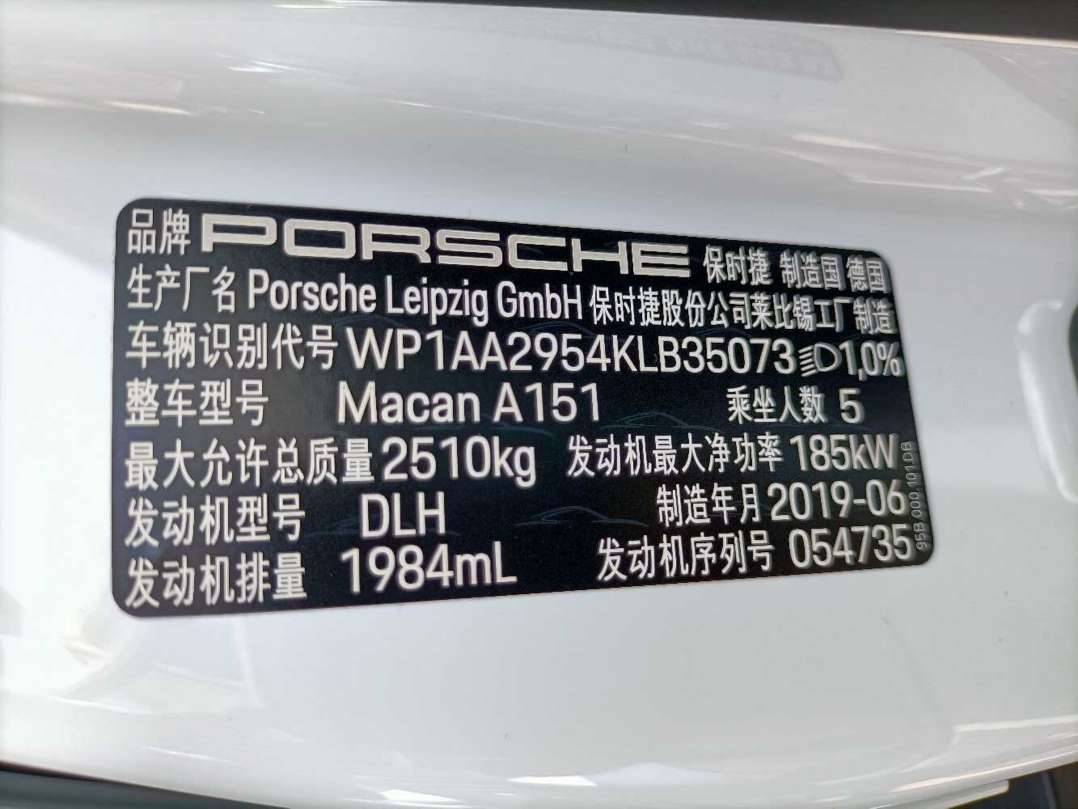 品牌 PORSCHE 保时捷 制造国 德国
生产厂名 Porsche Leipzig GmbH 保时捷股份公司莱比锡工厂制造
车辆识别代号 WP1AA2954KLB35073 1,0%
整车型号 Macan A151 乘坐人数 5
最大允许总质量 2510kg 发动机最大净功率 185kW
发动机型号 DLH 制造年月 2019-06
发动机排量 1984mL 发动机序列号 054735
95B.000.101.DB